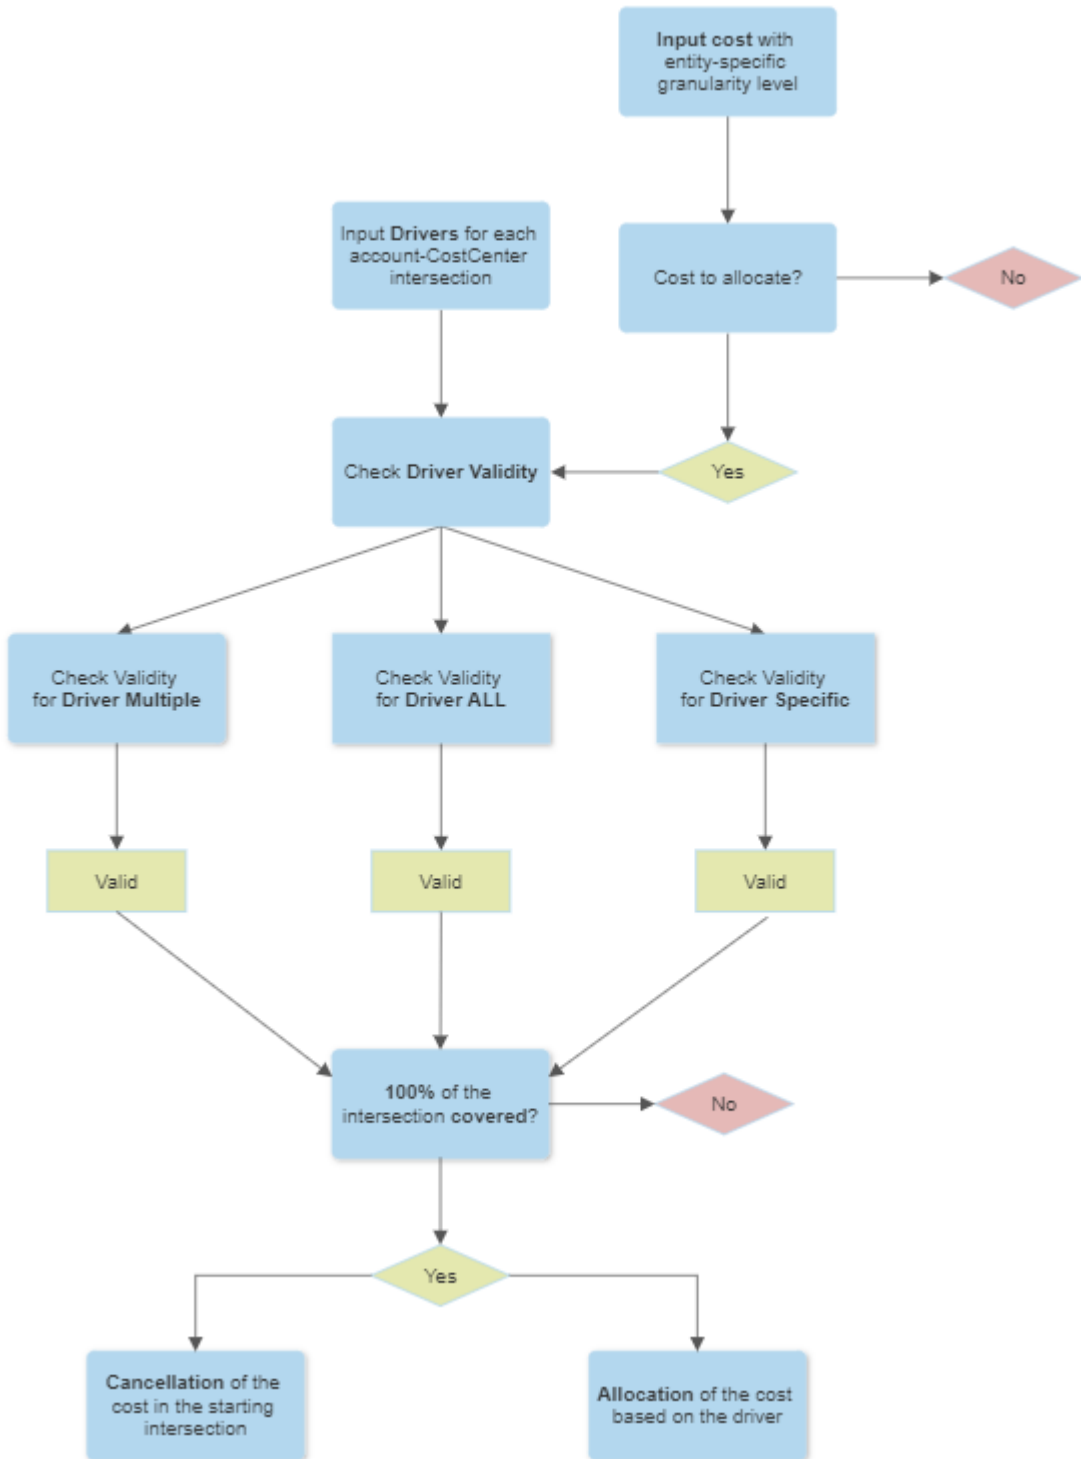 Input cost with
entity-specific
granularity level
Input Drivers for each
account-CostCenter
intersection
Cost to allocate?
No
Check Driver Validity
Yes
Check Validity
for Driver Multiple
Check Validity
for Driver ALL
Check Validity
for Driver Specific
Valid
Valid
Valid
100% of the
intersection covered?
No
Yes
Cancellation of the
cost in the starting
intersection
Allocation of the cost
based on the driver